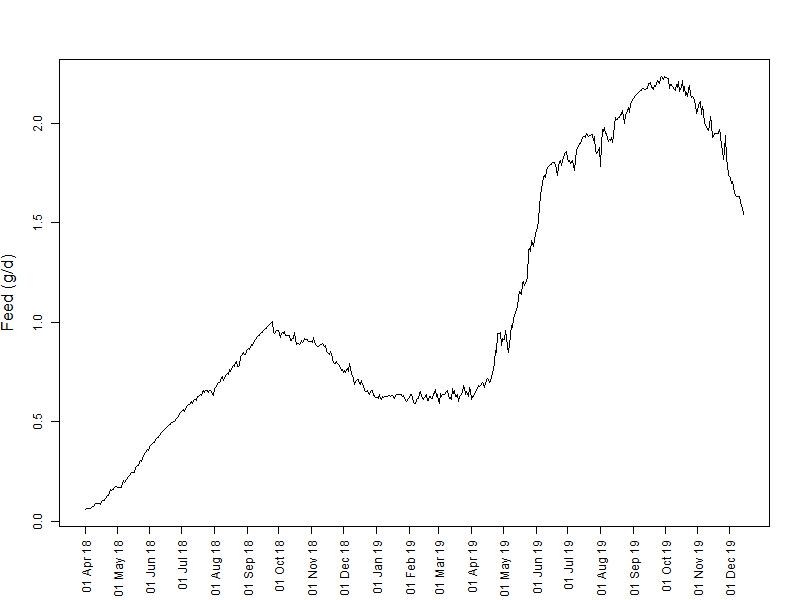 Feed (g/d)
2.0
1.5
1.0
0.5
0.0
01 Apr 18
01 May 18
01 Jun 18
01 Jul 18
01 Aug 18
01 Sep 18
01 Oct 18
01 Nov 18
01 Dec 18
01 Jan 19
01 Feb 19
01 Mar 19
01 Apr 19
01 May 19
01 Jun 19
01 Jul 19
01 Aug 19
01 Sep 19
01 Oct 19
01 Nov 19
01 Dec 19